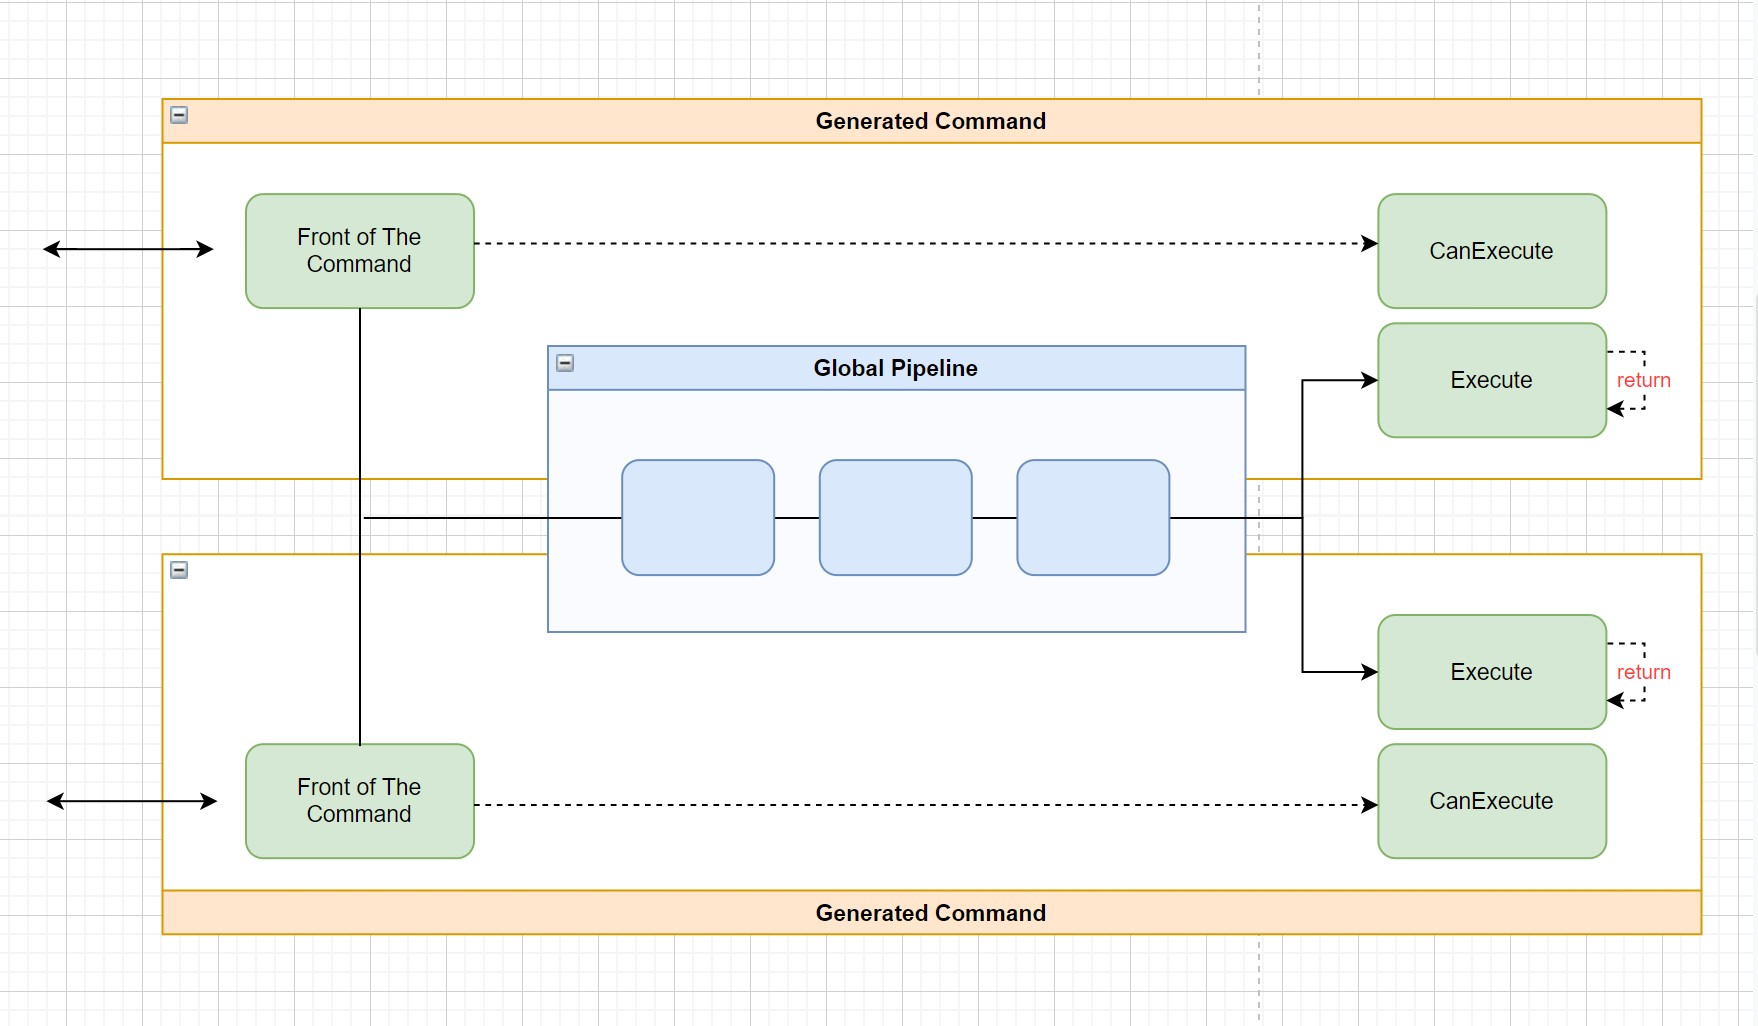 Generated Command
Front of The
Command
CanExecute
Global Pipeline
Execute
return
Execute
return
Front of The
Command
CanExecute
Generated Command